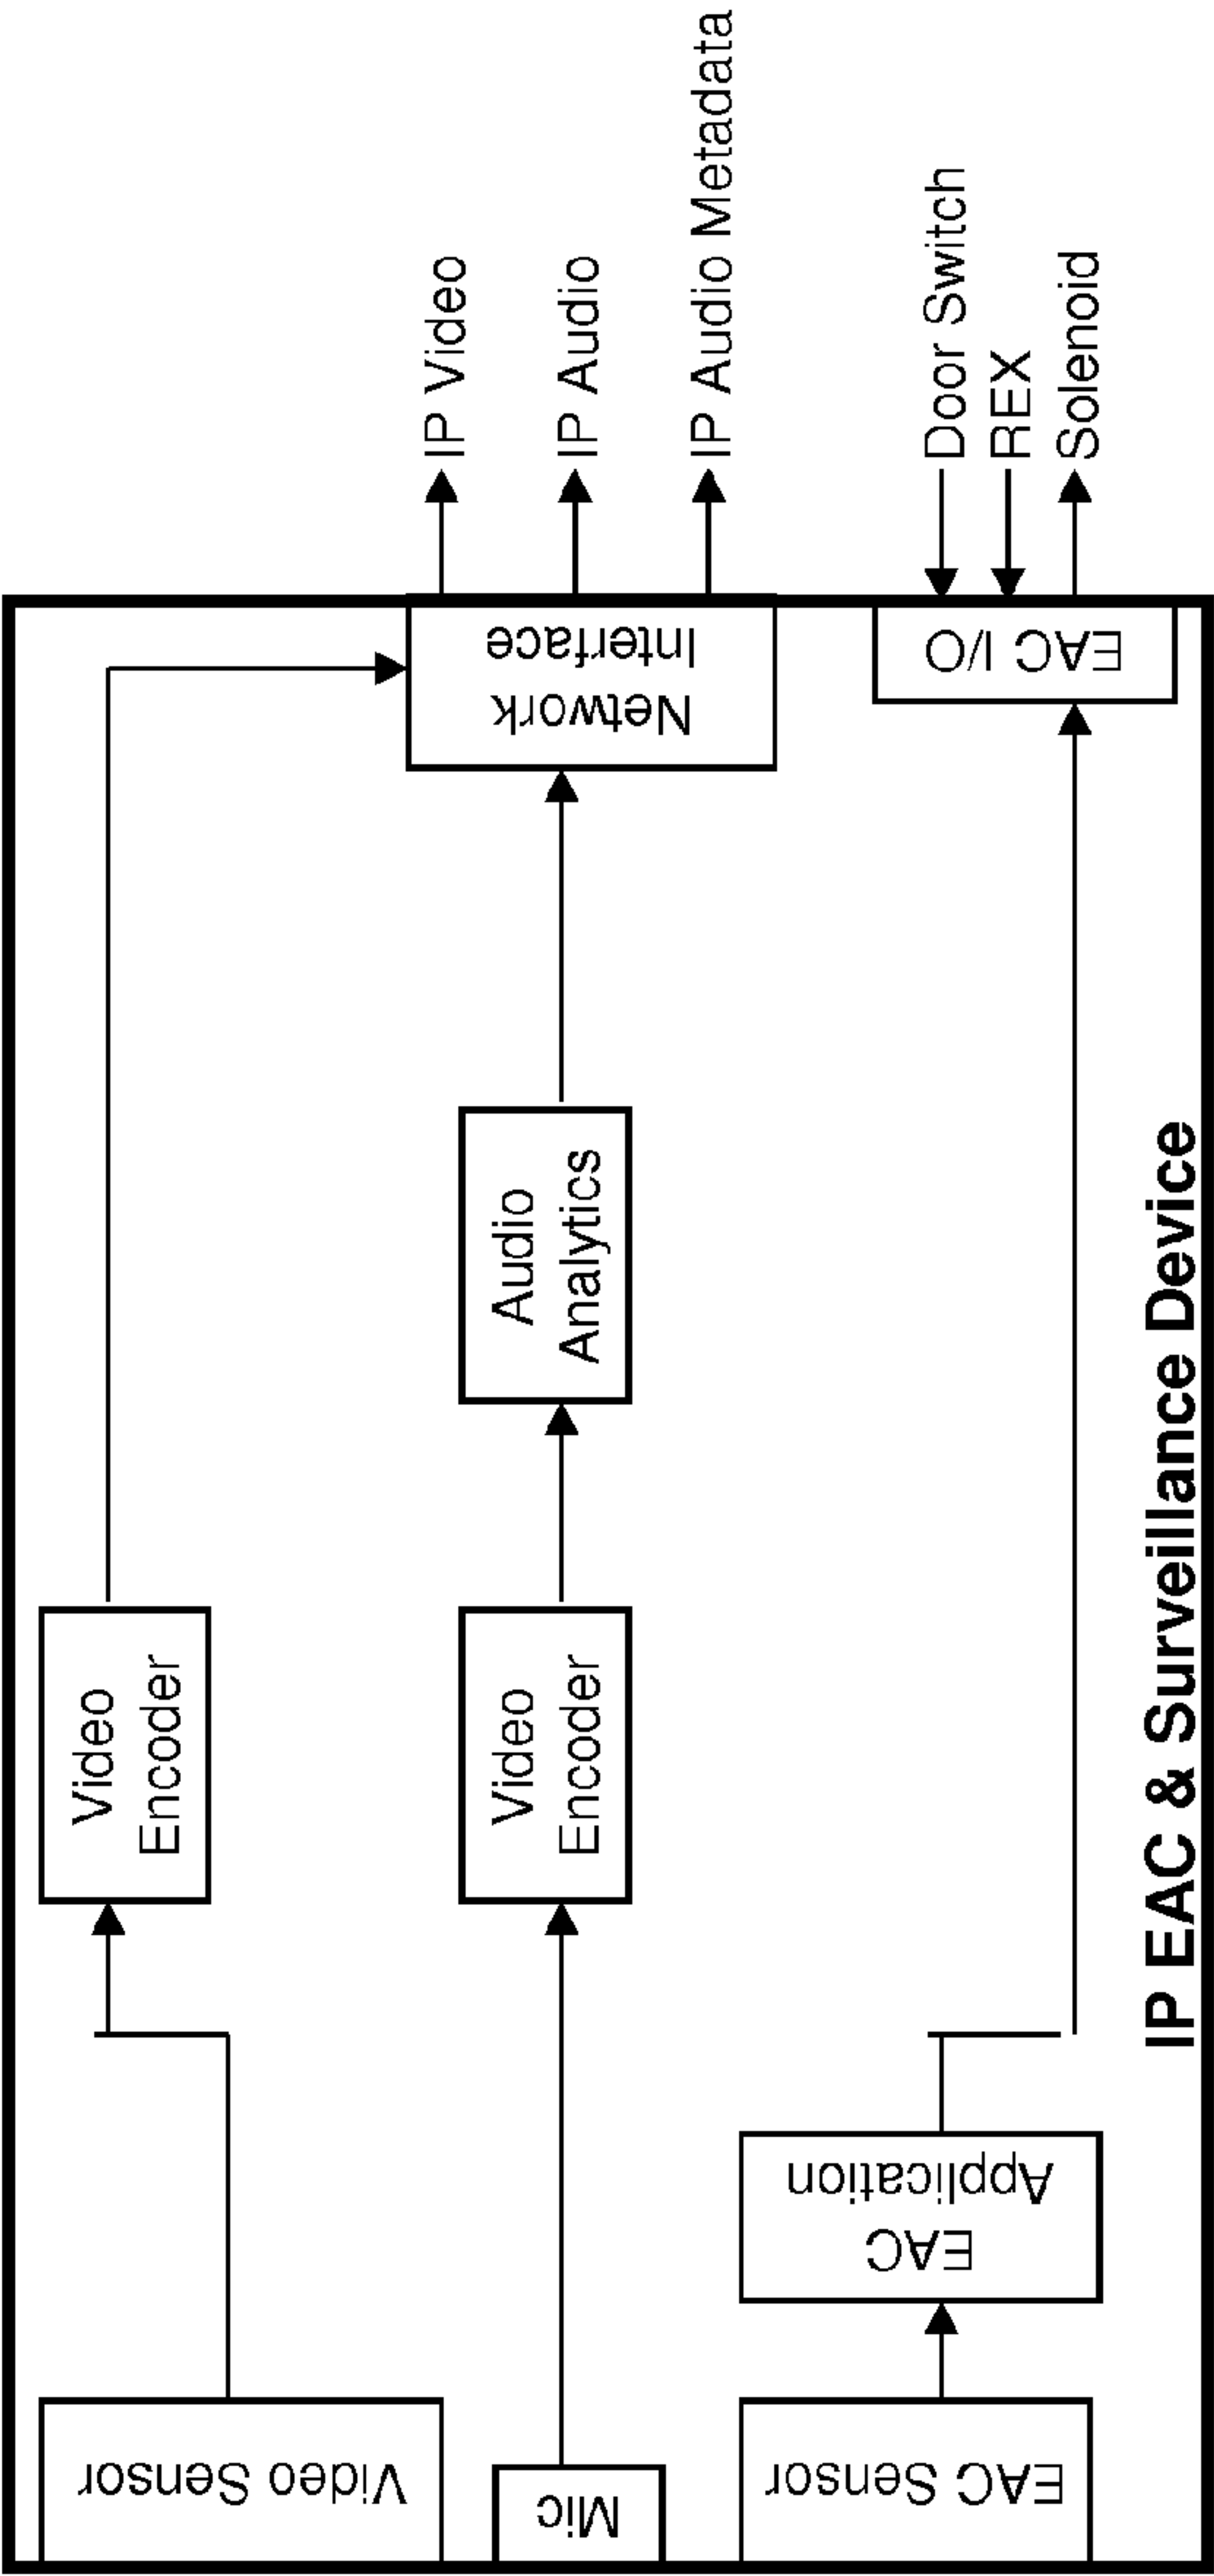 Video Sensor
Mic
EAC Sensor
EAC
Application
Video
Encoder
Video
Encoder
Audio
Analytics
Network
Interface
EAC I/O
IP Video
IP Audio
IP Audio Metadata
Door Switch
REX
Solenoid
IP EAC & Surveillance Device